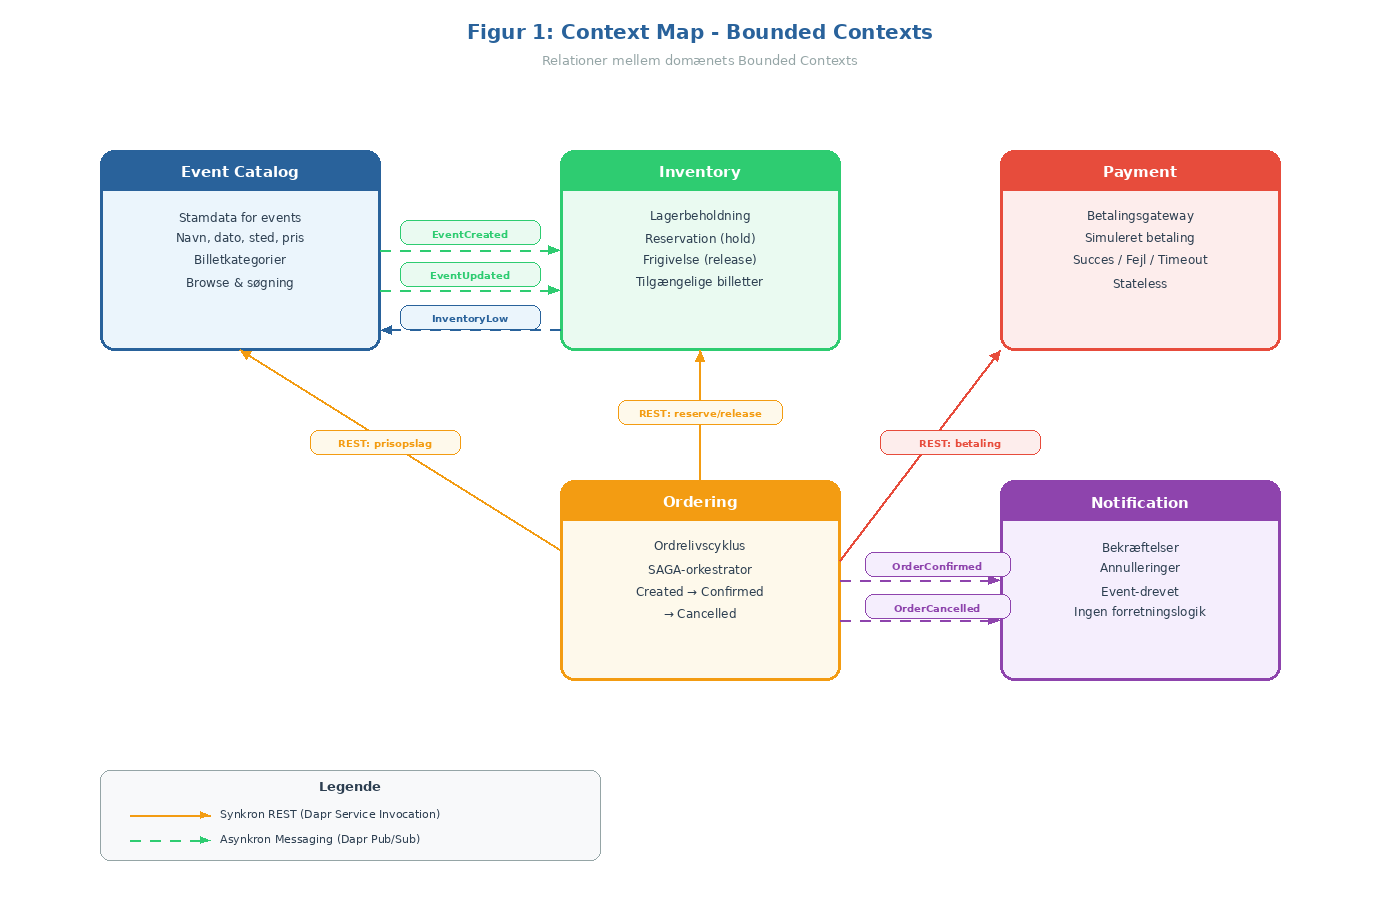 Figur 1: Context Map - Bounded Contexts
Relationer mellem domænets Bounded Contexts
Event Catalog
Stamdata for events
Navn, dato, sted, pris
Billetkategorier
Browse & søgning
EventCreated
EventUpdated
InventoryLow
Inventory
Lagerbeholdning
Reservation (hold)
Frigivelse (release)
Tilgængelige billetter
Payment
Betalingsgateway
Simuleret betaling
Succes / Fejl / Timeout
Stateless
REST: prisopslag
REST: reserve/release
REST: betaling
Ordering
Ordrelivscyklus
SAGA-orkestrator
Created → Confirmed
→ Cancelled
OrderConfirmed
OrderCancelled
Notification
Bekræftelser
Annulleringer
Event-drevet
Ingen forretningslogik
Legende
Synkron REST (Dapr Service Invocation)
Asynkron Messaging (Dapr Pub/Sub)